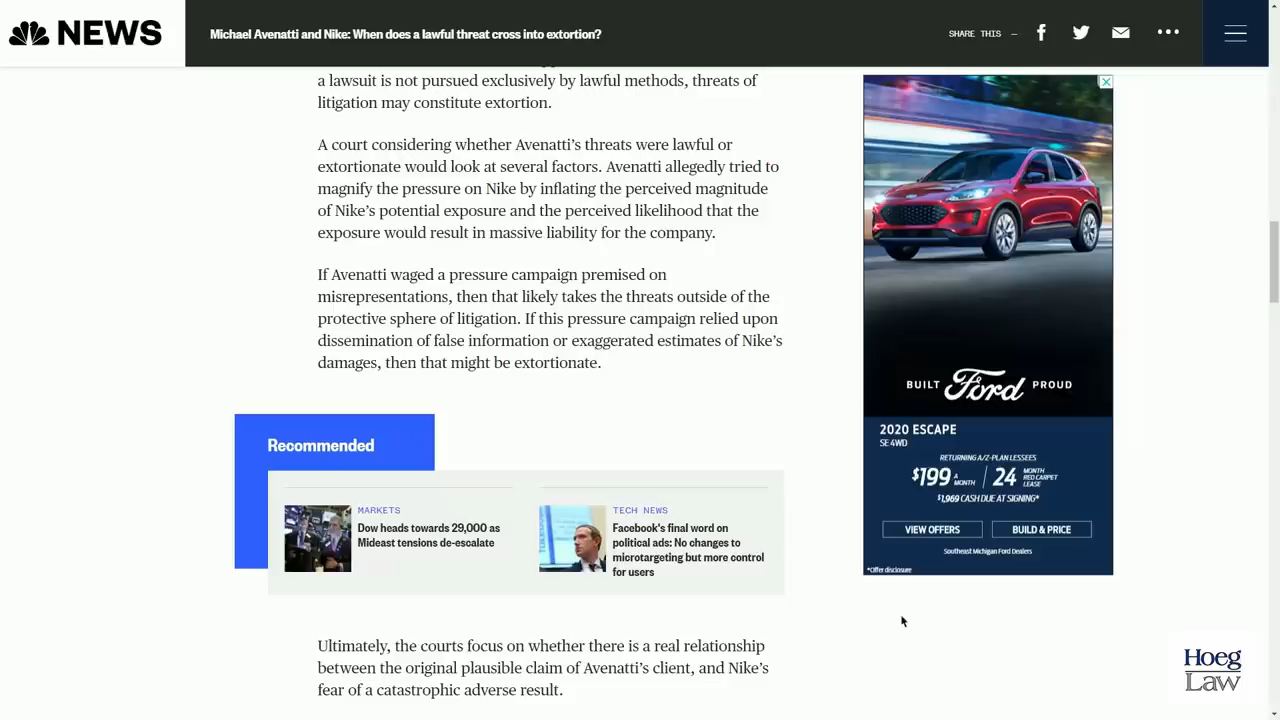 NEWS
Michael Avenatti and Nike: When does a lawful threat cross into extortion?
SHARE THIS —
a lawsuit is not pursued exclusively by lawful methods, threats of
litigation may constitute extortion.
A court considering whether Avenatti's threats were lawful or
extortionate would look at several factors. Avenatti allegedly tried to
magnify the pressure on Nike by inflating the perceived magnitude
of Nike's potential exposure and the perceived likelihood that the
exposure would result in massive liability for the company.
If Avenatti waged a pressure campaign premised on
misrepresentations, then that likely takes the threats outside of the
protective sphere of litigation. If this pressure campaign relied upon
dissemination of false information or exaggerated estimates of Nike's
damages, then that might be extortionate.
Recommended
MARKETS
Dow heads towards 29,000 as
Mideast tensions de-escalate
TECH NEWS
Facebook's final word on
political ads: No changes to
microtargeting but more control
for users
Ultimately, the courts focus on whether there is a real relationship
between the original plausible claim of Avenatti's client, and Nike's
fear of a catastrophic adverse result.
BUILT Ford PROUD
2020 ESCAPE
SE 4WD
RETURNING A/Z-PLAN LESSEES
$199 A MONTH / 24 MONTH RED CARPET LEASE
$1,969 CASH DUE AT SIGNING*
VIEW OFFERS
BUILD & PRICE
Southeast Michigan Ford Dealers
*Offer disclosure
Hoeg
Law